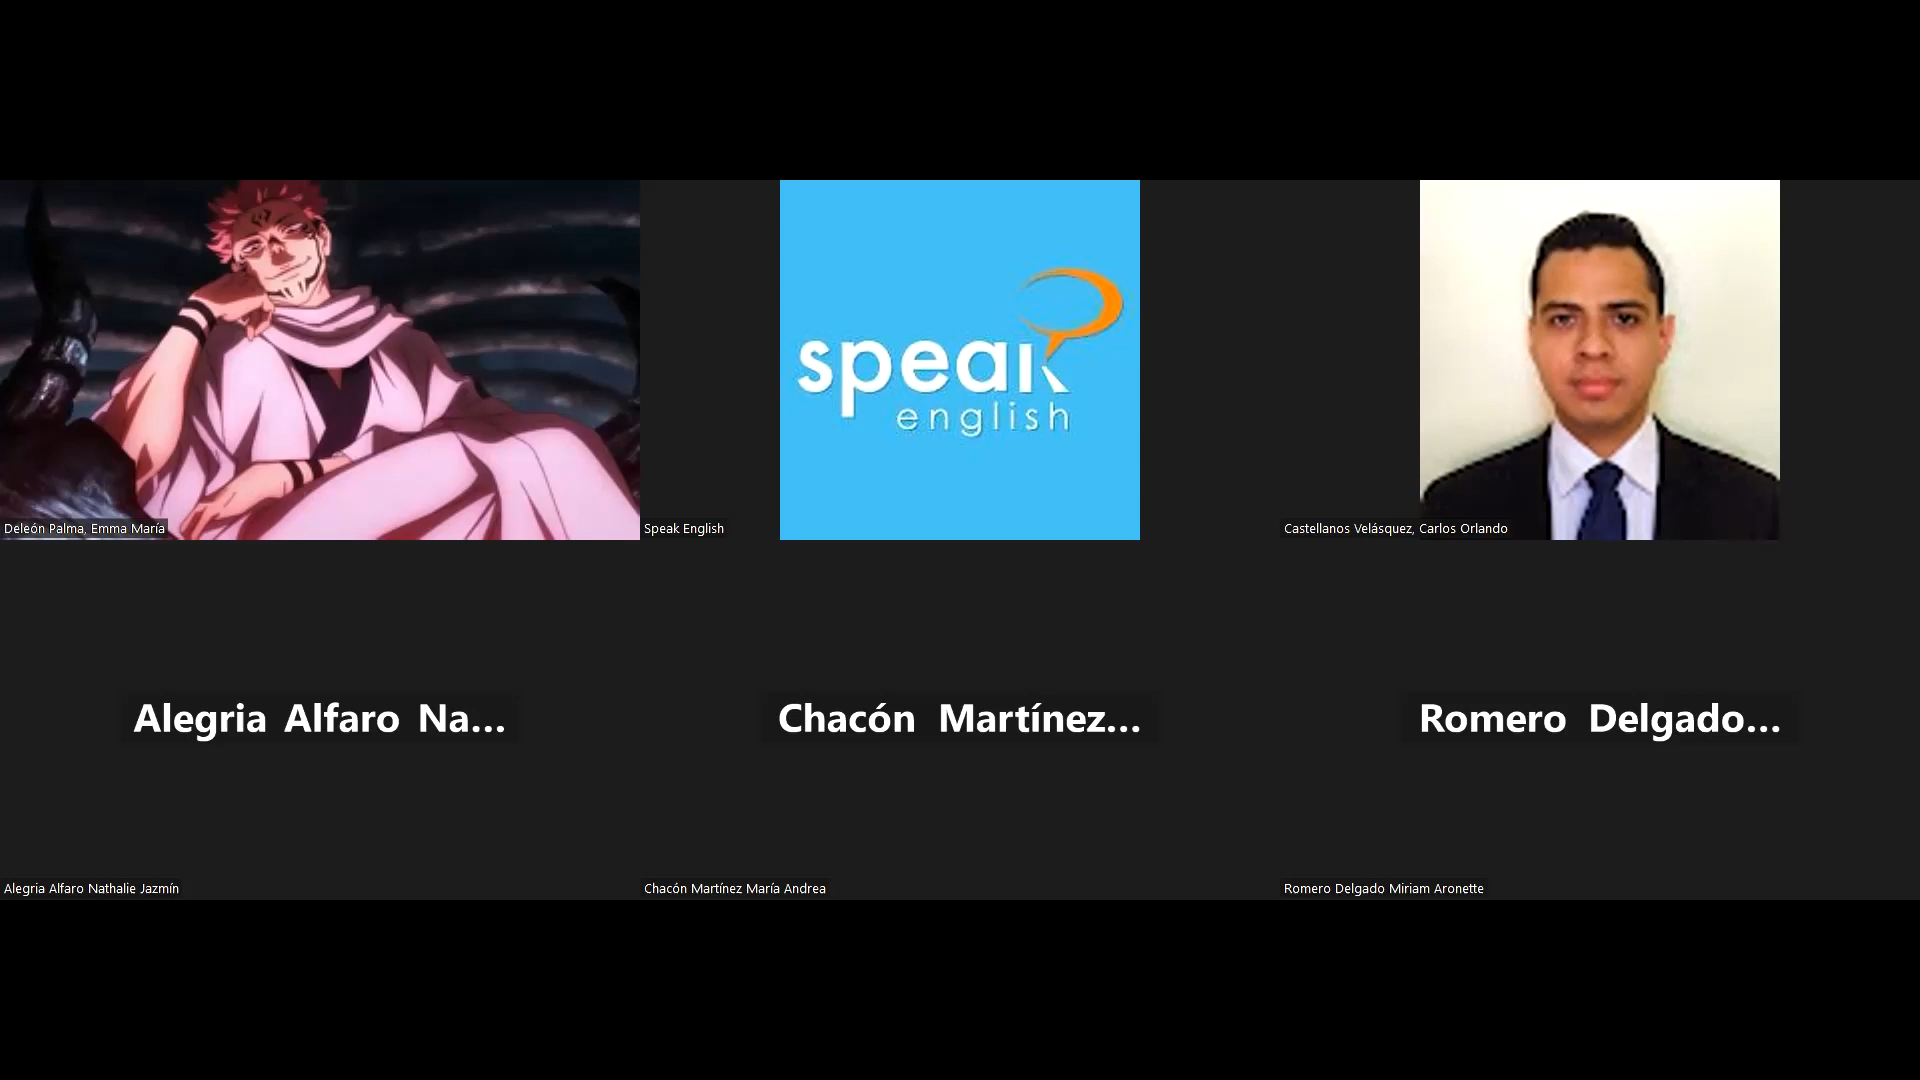 speak
english
Deleón Palma, Emma María
Speak English
Castellanos Velásquez, Carlos Orlando
Alegria Alfaro Na...
Chacón Martínez...
Romero Delgado...
Alegria Alfaro Nathalie Jazmín
Chacón Martínez María Andrea
Romero Delgado Miriam Aronette